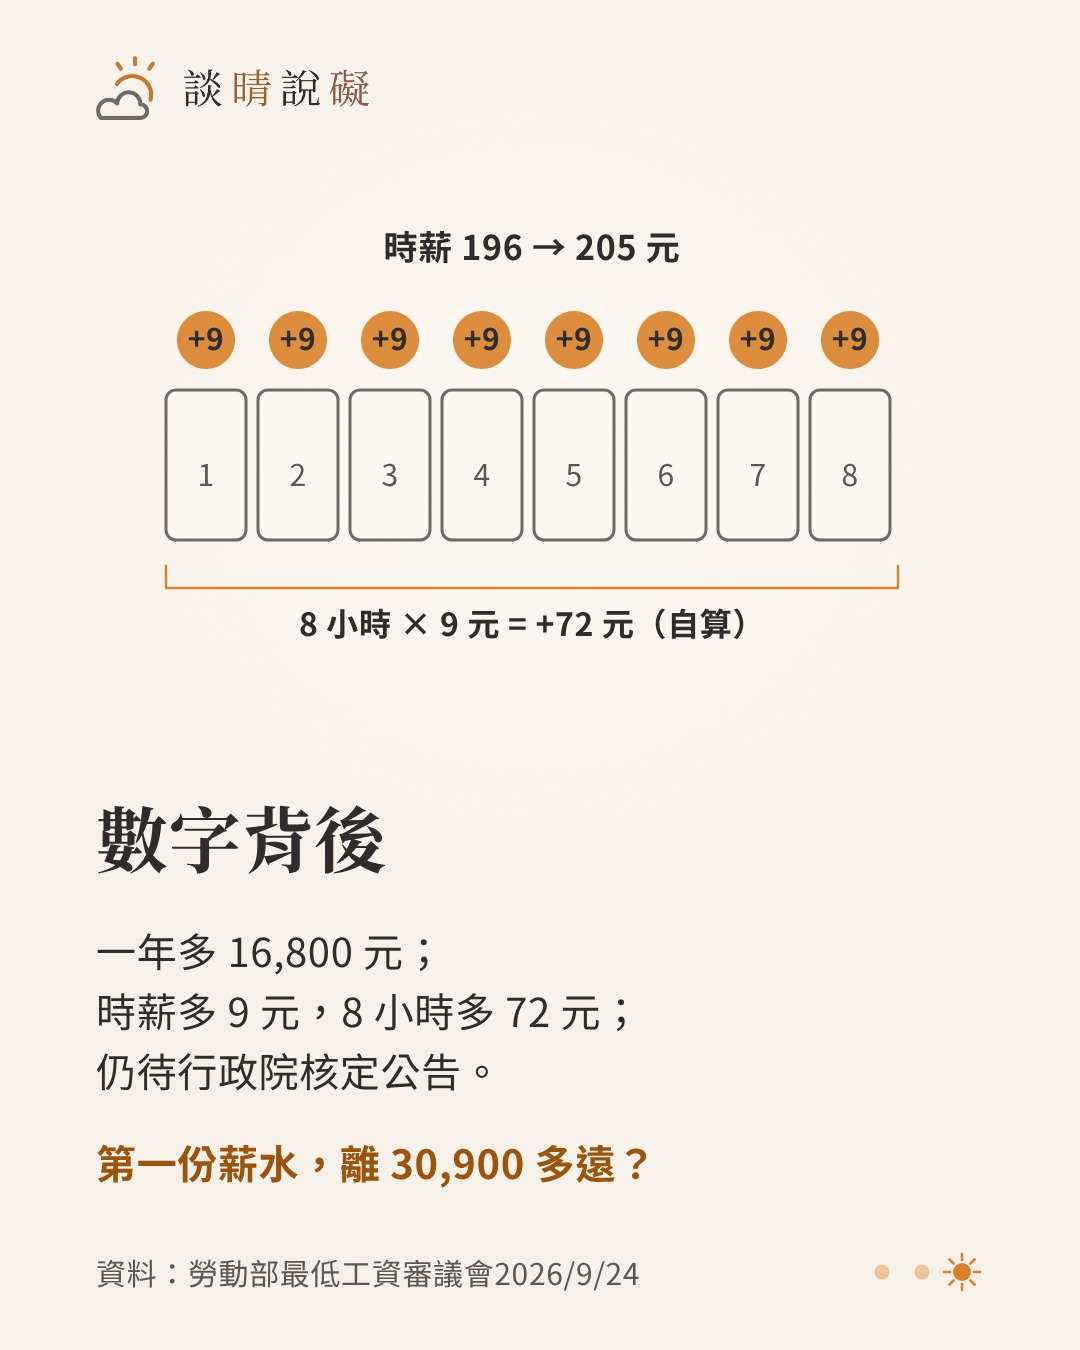 談晴說礙
時薪 196 → 205 元
+9 +9 +9 +9 +9 +9 +9 +9
1 2 3 4 5 6 7 8
8 小時 × 9 元 = +72 元（自算）
數字背後
一年多 16,800 元；
時薪多 9 元，8 小時多 72 元；
仍待行政院核定公告。
第一份薪水，離 30,900 多遠？
資料：勞動部最低工資審議會2026/9/24